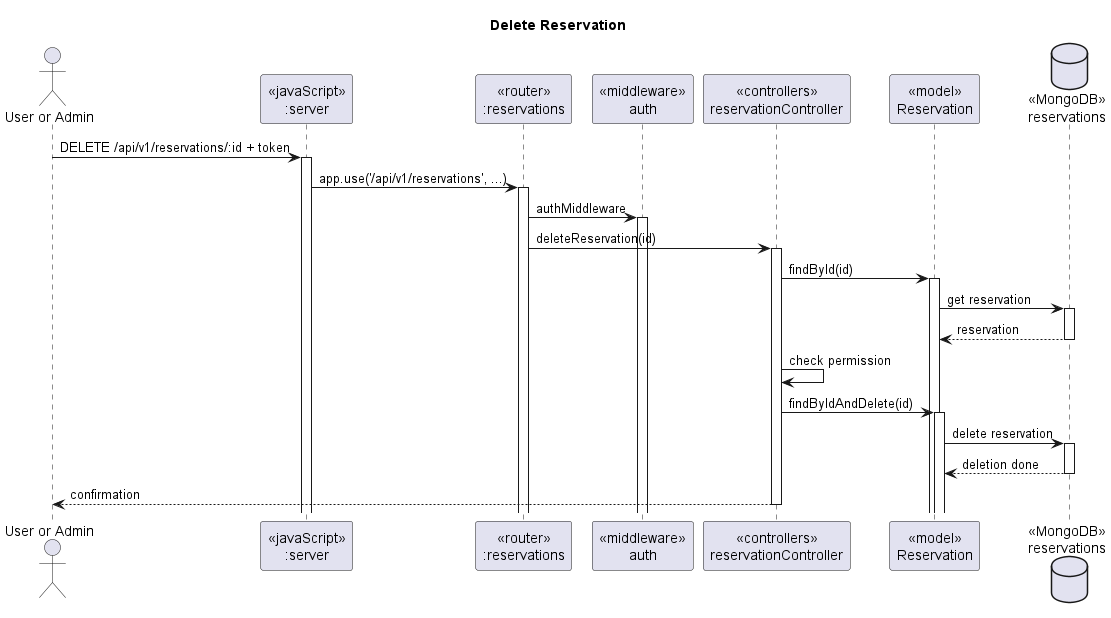 Delete Reservation
User or Admin
«javaScript»
:server
«router»
:reservations
«middleware»
auth
«controllers»
reservationController
«model»
Reservation
«MongoDB»
reservations
DELETE /api/v1/reservations/:id + token
app.use('/api/v1/reservations', ...)
authMiddleware
deleteReservation(id)
findById(id)
get reservation
reservation
check permission
findByIdAndDelete(id)
delete reservation
deletion done
confirmation
User or Admin
«javaScript»
:server
«router»
:reservations
«middleware»
auth
«controllers»
reservationController
«model»
Reservation
«MongoDB»
reservations